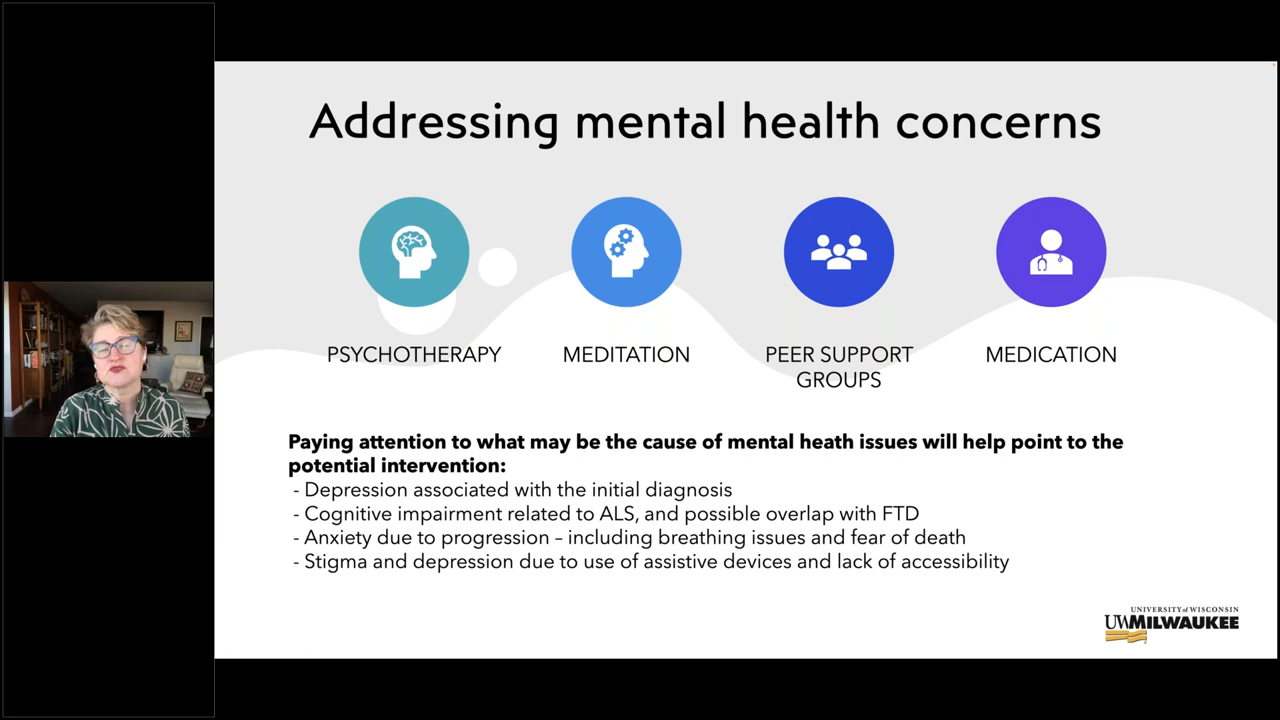 Addressing mental health concerns
PSYCHOTHERAPY
MEDITATION
PEER SUPPORT
GROUPS
MEDICATION
Paying attention to what may be the cause of mental heath issues will help point to the
potential intervention:
- Depression associated with the initial diagnosis
- Cognitive impairment related to ALS, and possible overlap with FTD
- Anxiety due to progression – including breathing issues and fear of death
- Stigma and depression due to use of assistive devices and lack of accessibility
UNIVERSITY of WISCONSIN
UWMILWAUKEE